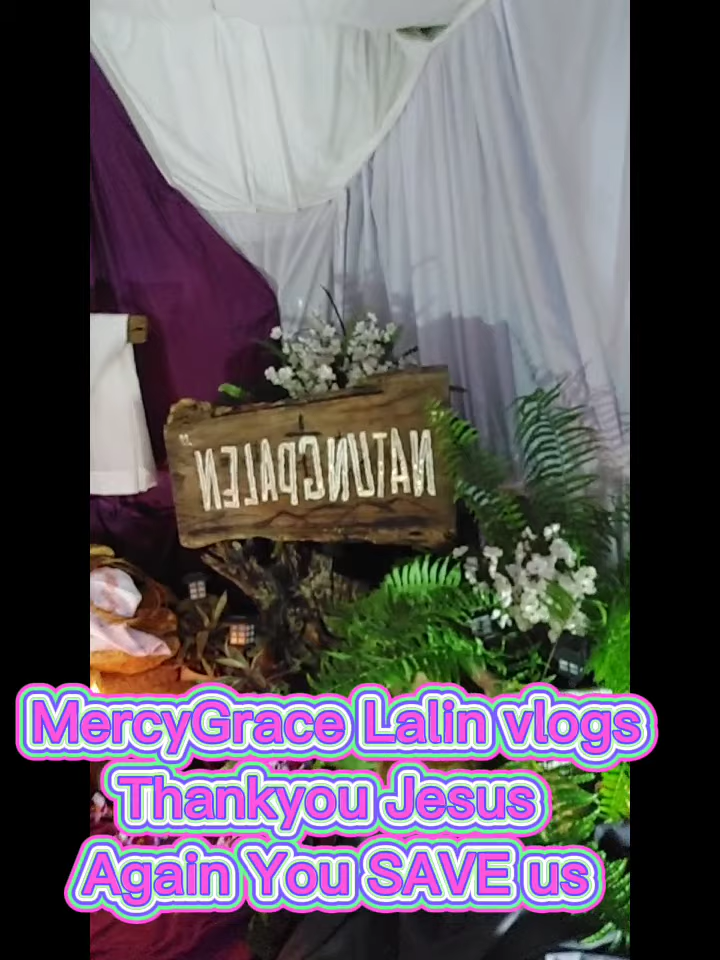 NATUNGPALEN
MercyGrace Lalin vlogs
Thankyou Jesus
Again You SAVE us